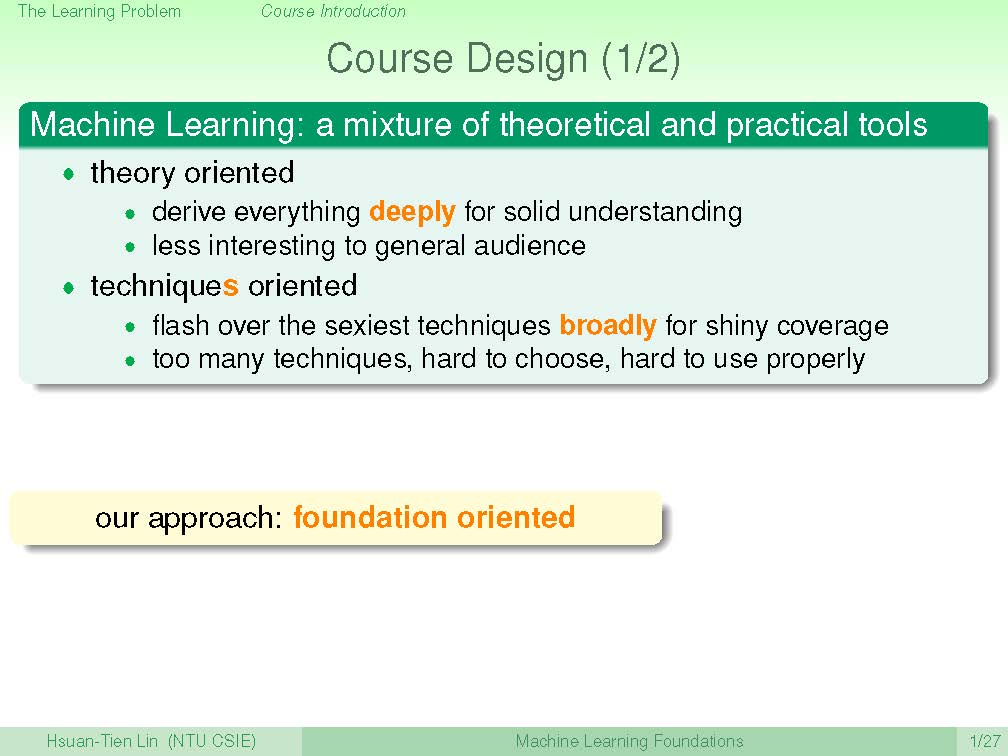 The Learning Problem Course Introduction
Course Design (1/2)
Machine Learning: a mixture of theoretical and practical tools
• theory oriented
• derive everything deeply for solid understanding
• less interesting to general audience
• techniques oriented
• flash over the sexiest techniques broadly for shiny coverage
• too many techniques, hard to choose, hard to use properly
our approach: foundation oriented
Hsuan-Tien Lin (NTU CSIE) Machine Learning Foundations 1/27